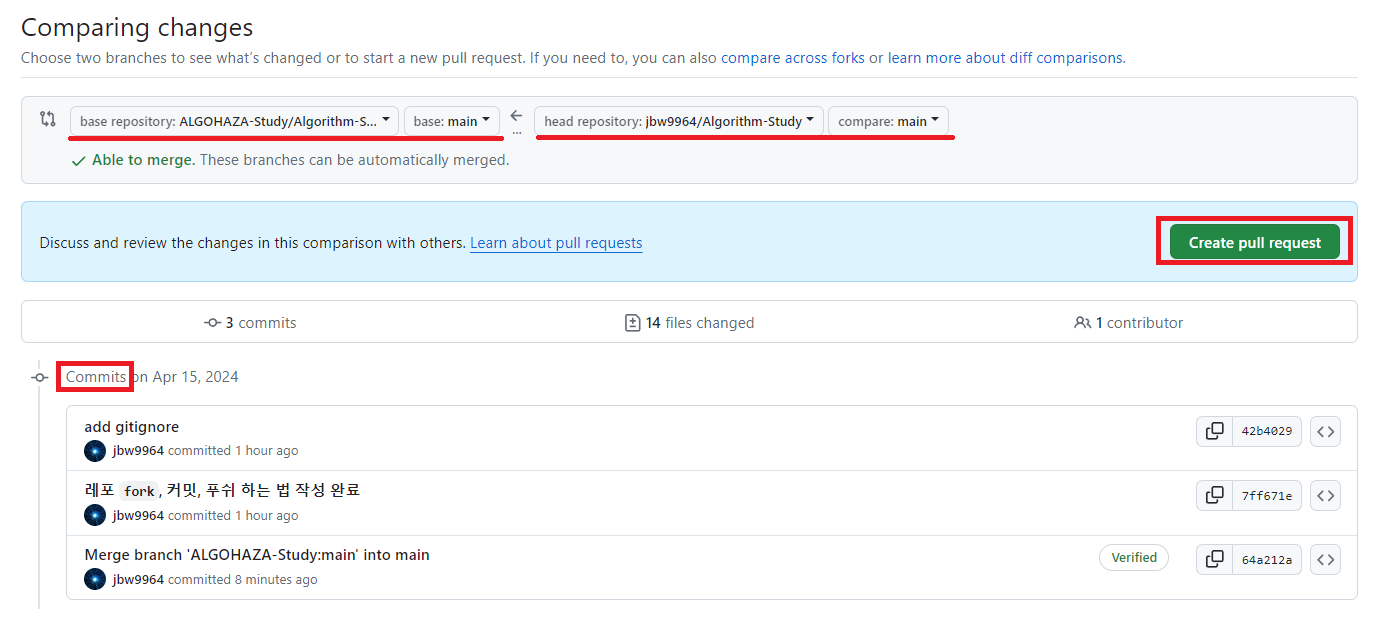 Comparing changes
Choose two branches to see what's changed or to start a new pull request. If you need to, you can also compare across forks or learn more about diff comparisons.
base repository: ALGOHAZA-Study/Algorithm-S... base: main ... head repository: jbw9964/Algorithm-Study compare: main
Able to merge. These branches can be automatically merged.
Discuss and review the changes in this comparison with others. Learn about pull requests Create pull request
3 commits 14 files changed 1 contributor
Commits on Apr 15, 2024
add gitignore 42b4029
jbw9964 committed 1 hour ago
레포 fork, 커밋, 푸쉬 하는 법 작성 완료 7ff671e
jbw9964 committed 1 hour ago
Merge branch 'ALGOHAZA-Study:main' into main Verified 64a212a
jbw9964 committed 8 minutes ago